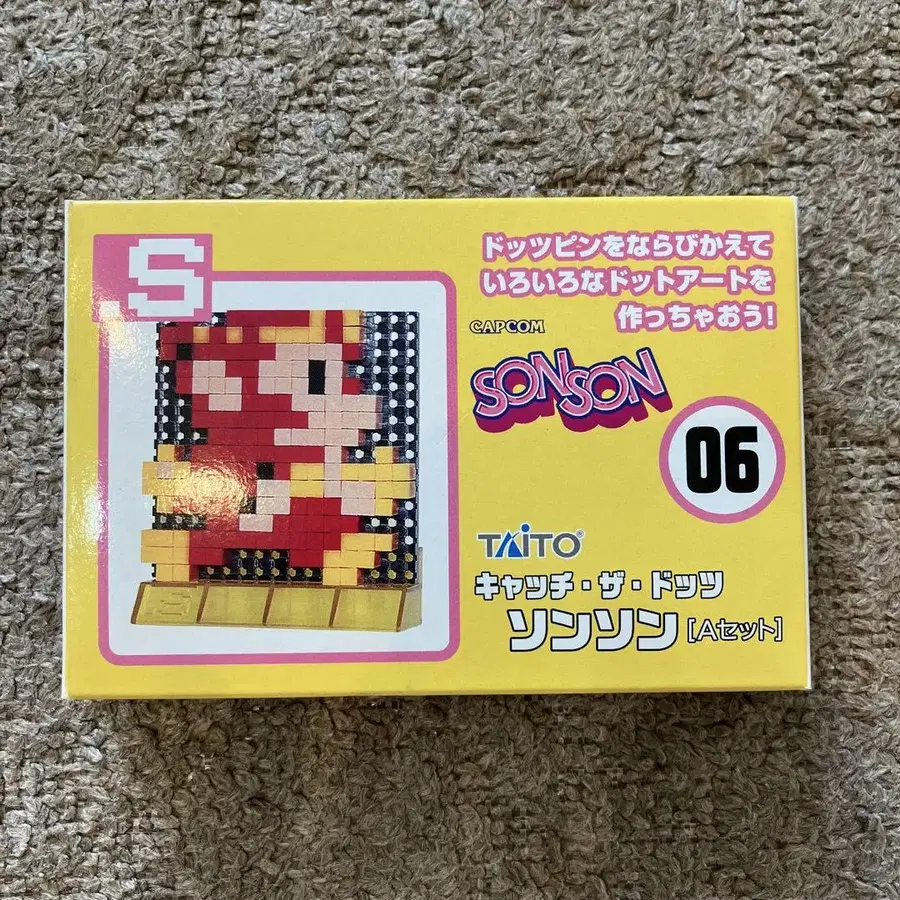 S
ドッツピンをならびかえて
いろいろなドットアートを
作っちゃおう!
CAPCOM
SONSON
06
TAITO®
キャッチ・ザ・ドッツ
ソンソン[Aセット]